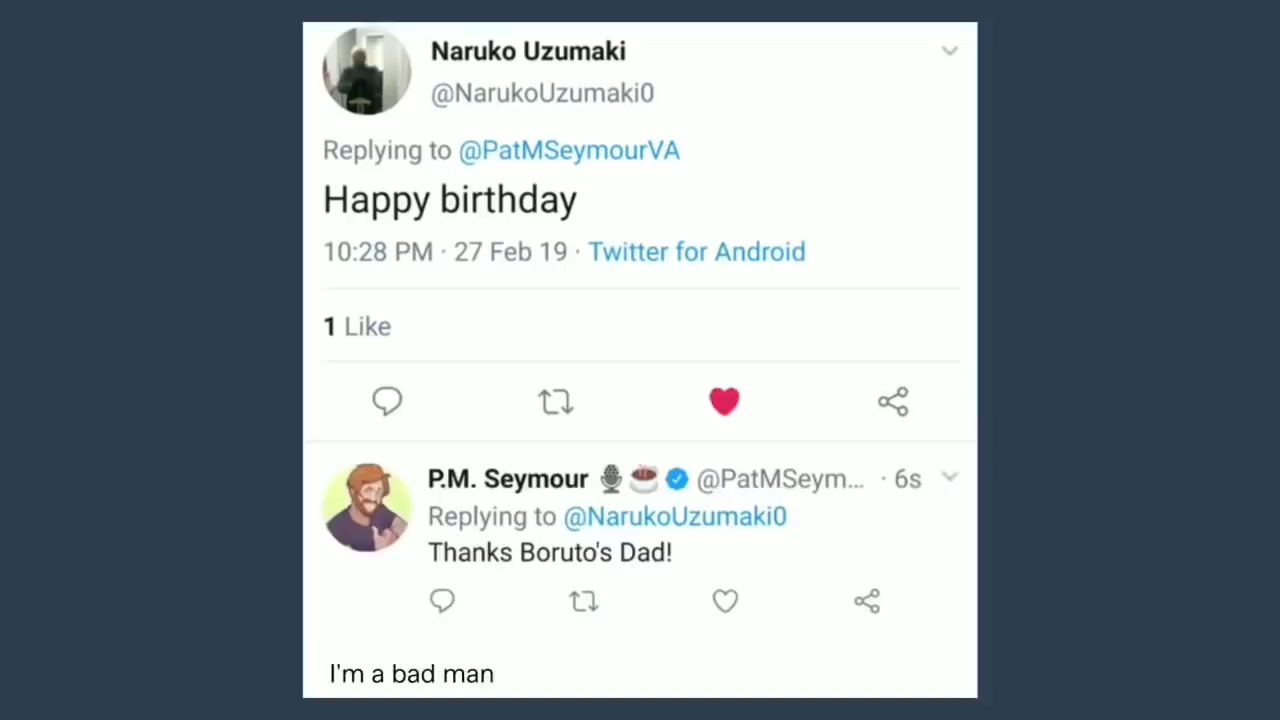 Naruko Uzumaki
@NarukoUzumaki0
Replying to @PatMSeymourVA
Happy birthday
10:28 PM · 27 Feb 19 · Twitter for Android
1 Like
P.M. Seymour 🎙️☕ @PatMSeym... · 6s
Replying to @NarukoUzumaki0
Thanks Boruto's Dad!
I'm a bad man